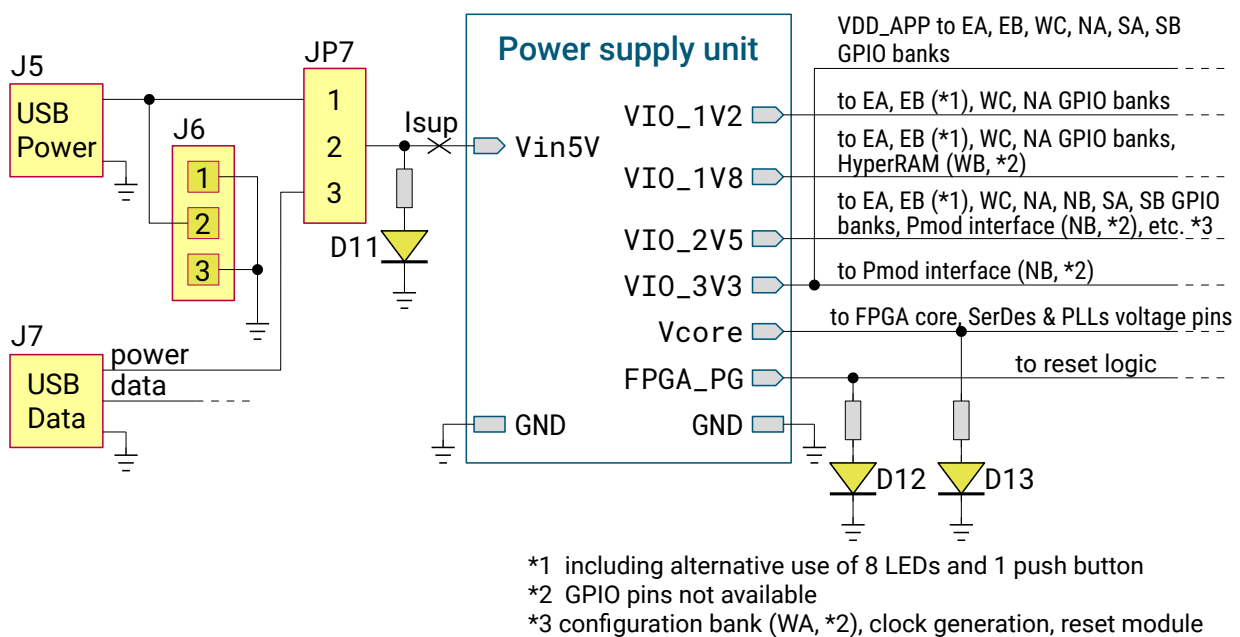 VDD_APP to EA, EB, WC, NA, SA, SB
GPIO banks
Power supply unit
J5
USB
Power
JP7
1
2
3
J6
1
2
3
Isup
Vin5V
VIO_1V2
to EA, EB (*1), WC, NA GPIO banks
VIO_1V8
to EA, EB (*1), WC, NA GPIO banks,
HyperRAM (WB, *2)
VIO_2V5
to EA, EB (*1), WC, NA, NB, SA, SB GPIO
banks, Pmod interface (NB, *2), etc. *3
D11
VIO_3V3
to Pmod interface (NB, *2)
Vcore
to FPGA core, SerDes & PLLs voltage pins
J7
USB
Data
power
data
FPGA_PG
to reset logic
GND
GND
D12
D13
*1 including alternative use of 8 LEDs and 1 push button
*2 GPIO pins not available
*3 configuration bank (WA, *2), clock generation, reset module